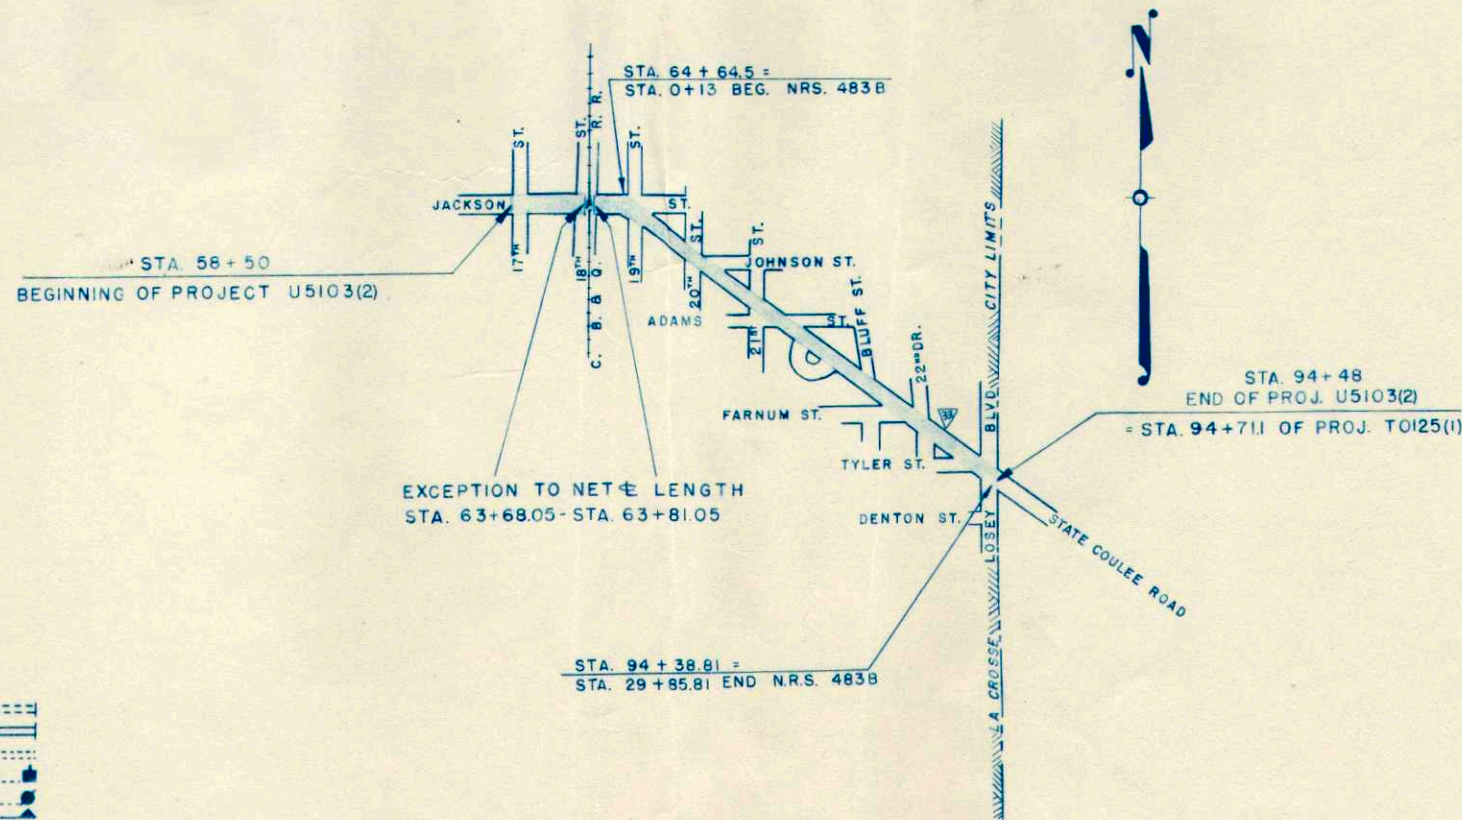 N
STA. 64 + 64.5 =
STA. 0+13 BEG. NRS. 483B
ST.
ST.
R. R.
ST.
JACKSON
ST.
17TH
18TH
C. B. & Q.
19TH
ST.
20TH
ST.
JOHNSON ST.
ADAMS
ST.
21ST
BLUFF ST.
22ND DR.
FARNUM ST.
33
TYLER ST.
DENTON ST.
BLVD.
CITY LIMITS
LOSEY
LA CROSSE
STATE COULEE ROAD
STA. 58+50
BEGINNING OF PROJECT U5103(2)
STA. 94+48
END OF PROJ. U5103(2)
= STA. 94+71.1 OF PROJ. T0125(1)
EXCEPTION TO NET ℄ LENGTH
STA. 63+68.05 - STA. 63+81.05
STA. 94 + 38.81 =
STA. 29 +85.81 END N.R.S. 483B